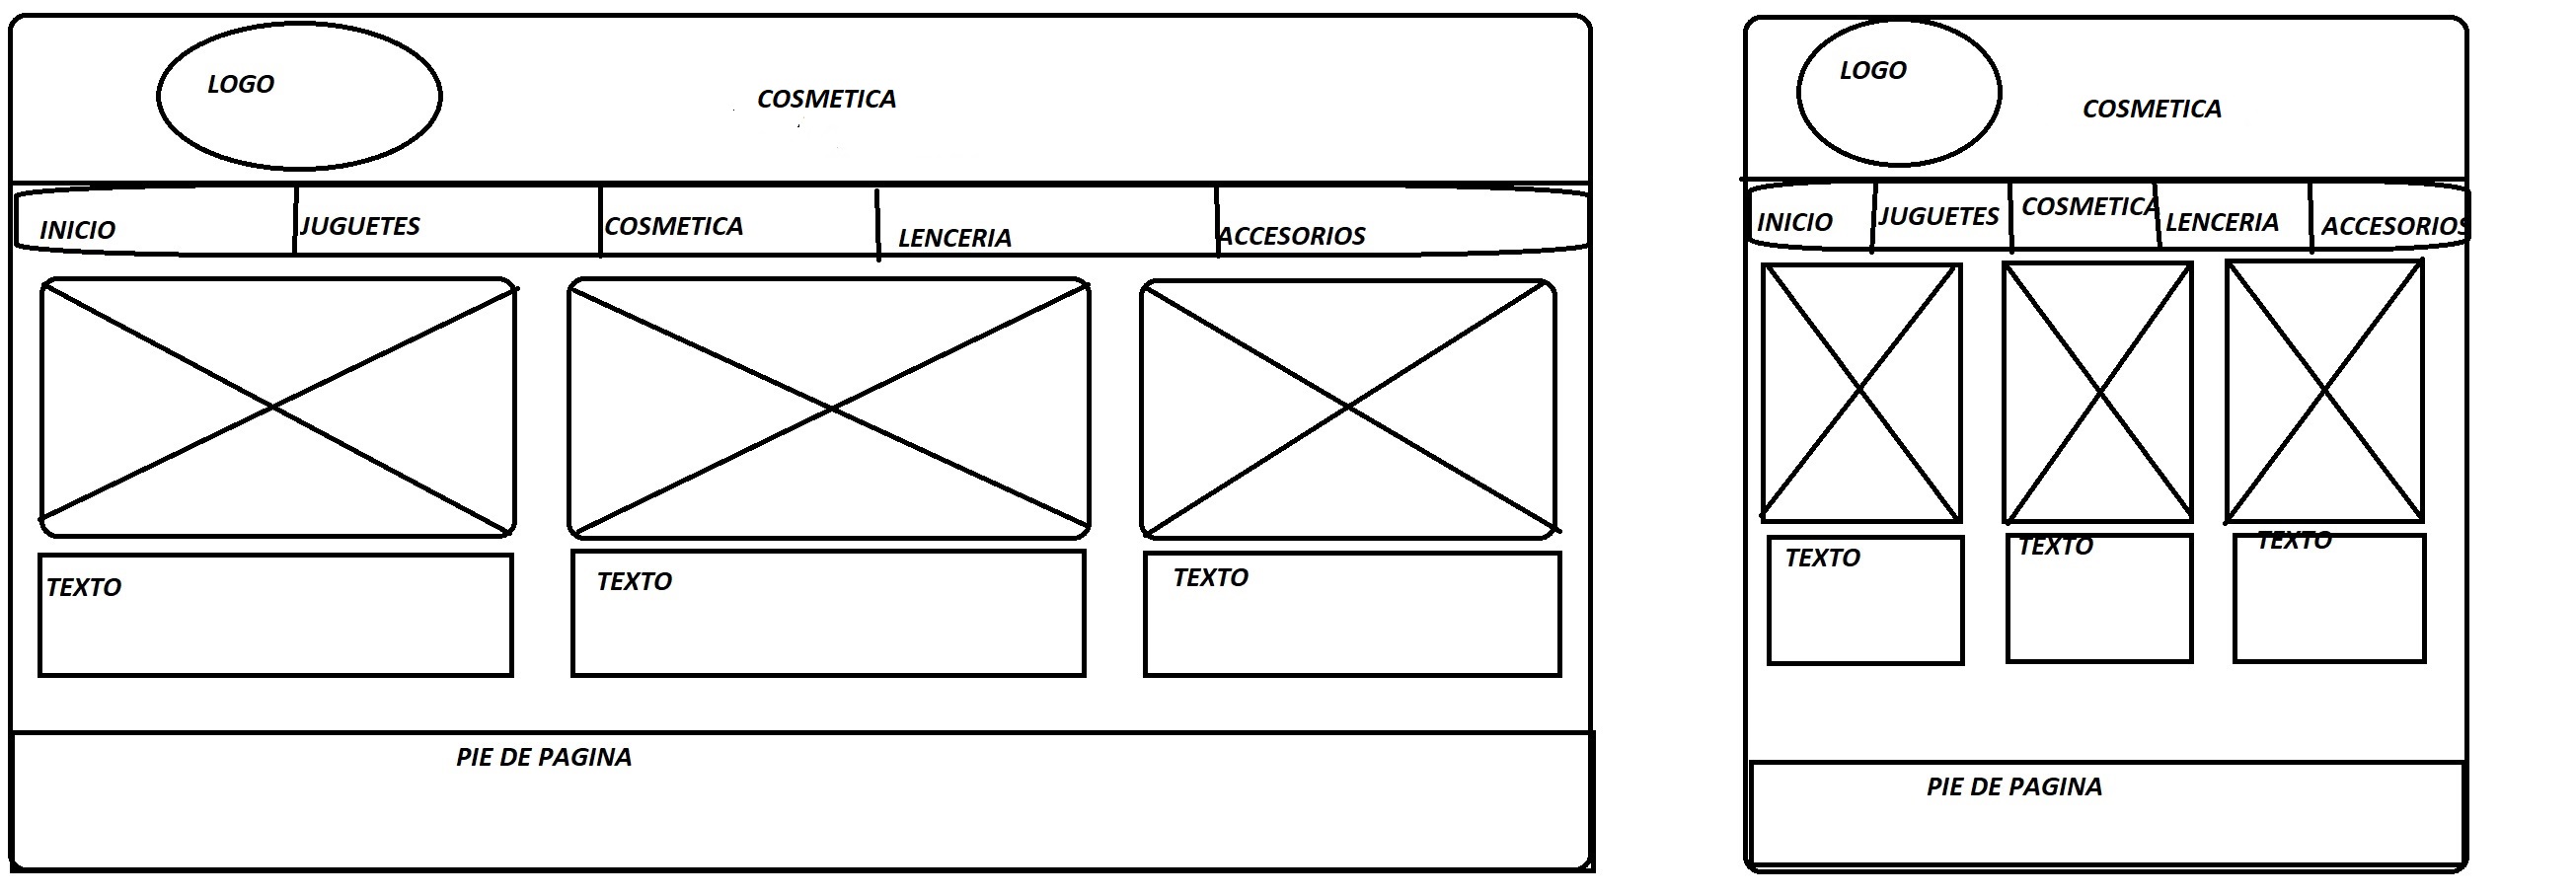 LOGO
COSMETICA
INICIO
JUGUETES
COSMETICA
LENCERIA
ACCESORIOS
TEXTO
TEXTO
TEXTO
PIE DE PAGINA
LOGO
COSMETICA
INICIO
JUGUETES
COSMETICA
LENCERIA
ACCESORIOS
TEXTO
TEXTO
TEXTO
PIE DE PAGINA